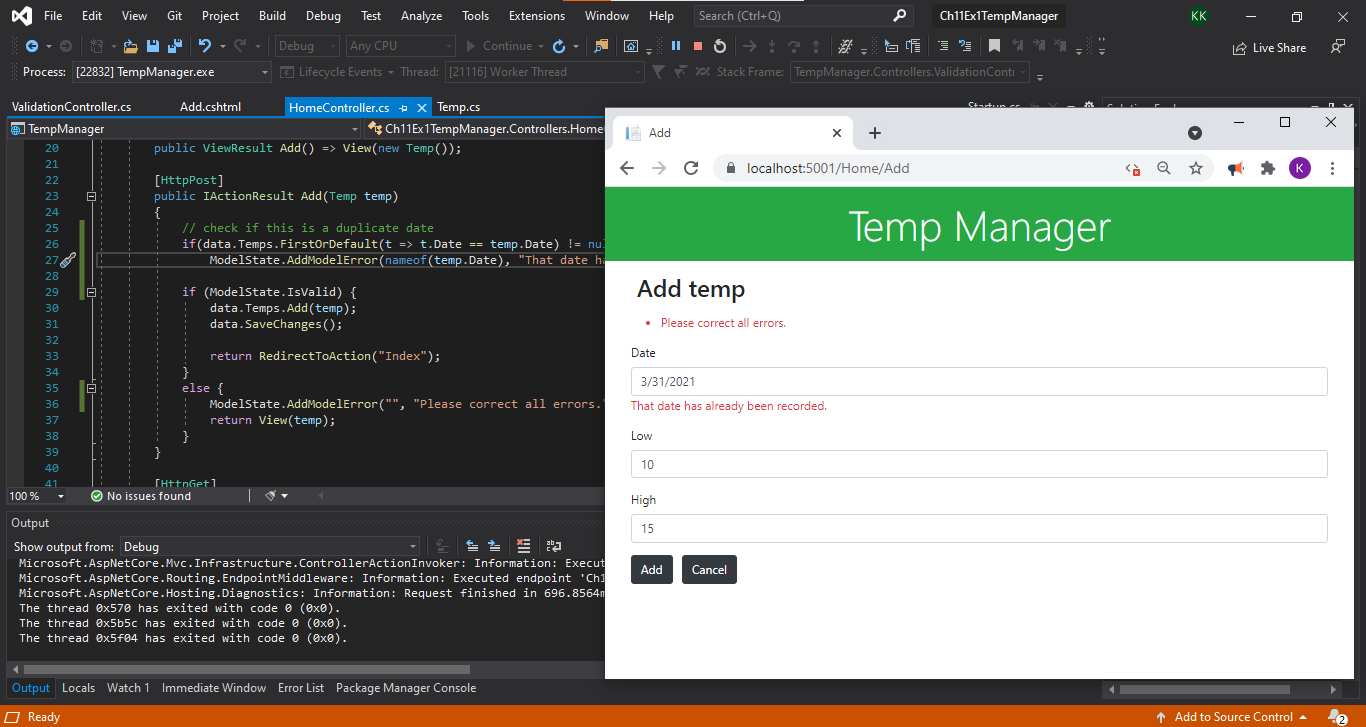 File Edit View Git Project Build Debug Test Analyze Tools Extensions Window Help Search (Ctrl+Q) Ch11Ex1TempManager KK
Debug Any CPU Continue Live Share
Process: [22832] TempManager.exe Lifecycle Events Thread: [21116] Worker Thread Stack Frame: TempManager.Controllers.ValidationContr
ValidationController.cs Add.cshtml HomeController.cs Temp.cs
TempManager Ch11Ex1TempManager.Controllers.Home
20 public ViewResult Add() => View(new Temp());
21
22 [HttpPost]
23 public IActionResult Add(Temp temp)
24 {
25 // check if this is a duplicate date
26 if(data.Temps.FirstOrDefault(t => t.Date == temp.Date) != nul
27 ModelState.AddModelError(nameof(temp.Date), "That date ha
28
29 if (ModelState.IsValid) {
30 data.Temps.Add(temp);
31 data.SaveChanges();
32
33 return RedirectToAction("Index");
34 }
35 else {
36 ModelState.AddModelError("", "Please correct all errors."
37 return View(temp);
38 }
39 }
40
41 [HttpGet]
100 % No issues found
Output
Show output from: Debug
Microsoft.AspNetCore.Mvc.Infrastructure.ControllerActionInvoker: Information: Execut
Microsoft.AspNetCore.Routing.EndpointMiddleware: Information: Executed endpoint 'Ch1
Microsoft.AspNetCore.Hosting.Diagnostics: Information: Request finished in 696.8564m
The thread 0x570 has exited with code 0 (0x0).
The thread 0x5b5c has exited with code 0 (0x0).
The thread 0x5f04 has exited with code 0 (0x0).
Output Locals Watch 1 Immediate Window Error List Package Manager Console
Ready Add to Source Control 2
Add
localhost:5001/Home/Add K
Temp Manager
Add temp
• Please correct all errors.
Date
3/31/2021
That date has already been recorded.
Low
10
High
15
Add Cancel